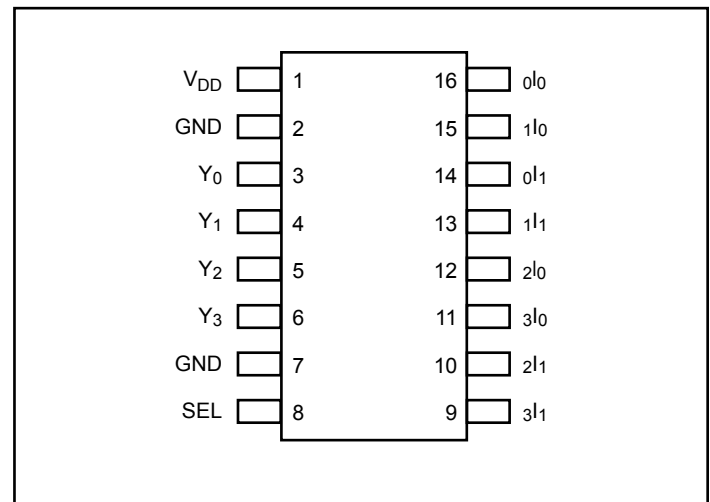 V_DD 1 16 ₀I₀
GND 2 15 ₁I₀
Y₀ 3 14 ₀I₁
Y₁ 4 13 ₁I₁
Y₂ 5 12 ₂I₀
Y₃ 6 11 ₃I₀
GND 7 10 ₂I₁
SEL 8 9 ₃I₁